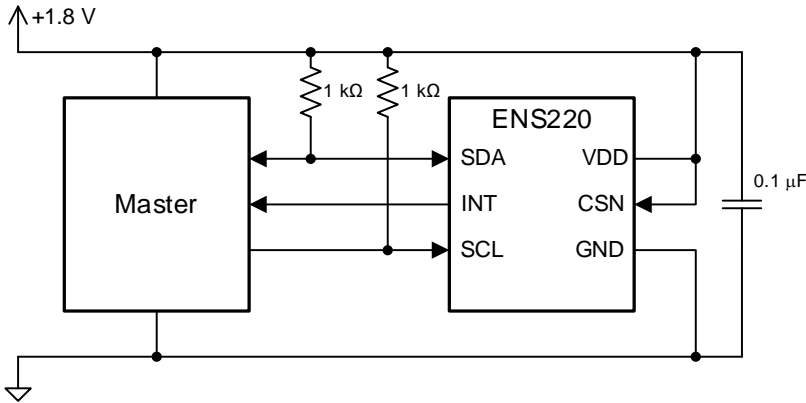 +1.8 V
1 kΩ
1 kΩ
ENS220
SDA
VDD
0.1 μF
Master
INT
CSN
SCL
GND